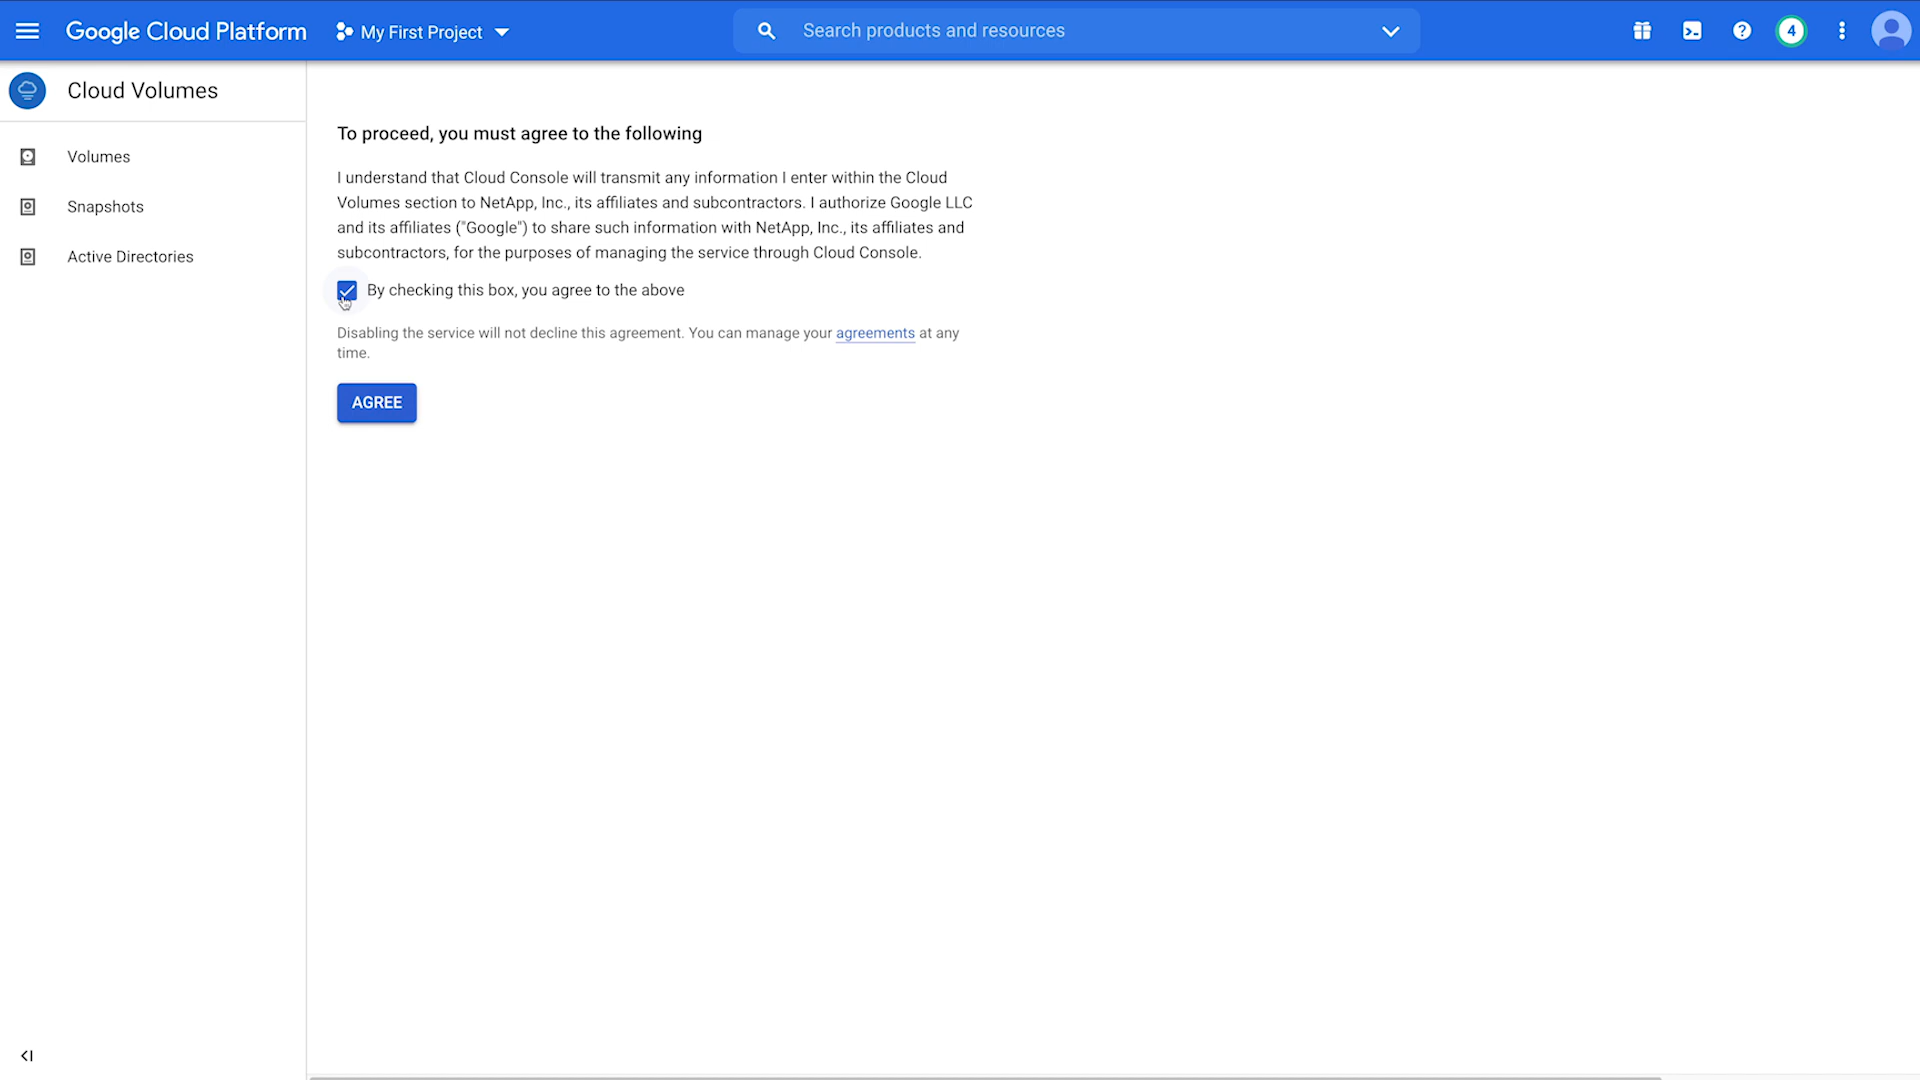 Google Cloud Platform
My First Project
Search products and resources
4
Cloud Volumes
Volumes
Snapshots
Active Directories
To proceed, you must agree to the following
I understand that Cloud Console will transmit any information I enter within the Cloud
Volumes section to NetApp, Inc., its affiliates and subcontractors. I authorize Google LLC
and its affiliates ("Google") to share such information with NetApp, Inc., its affiliates and
subcontractors, for the purposes of managing the service through Cloud Console.
By checking this box, you agree to the above
Disabling the service will not decline this agreement. You can manage your agreements at any
time.
AGREE